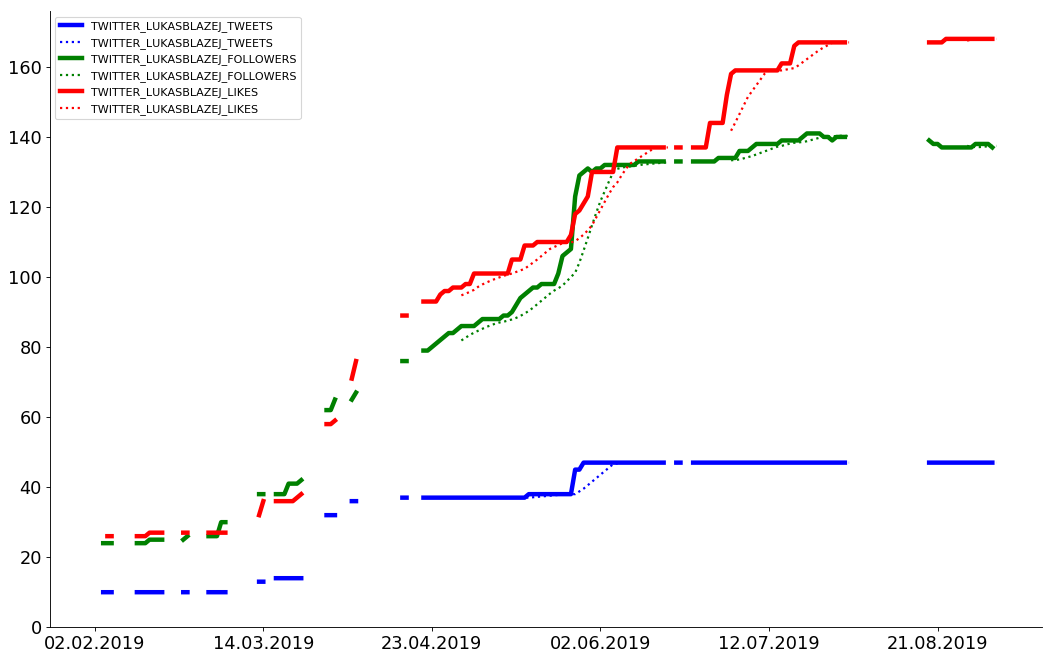 TWITTER_LUKASBLAZEJ_TWEETS
TWITTER_LUKASBLAZEJ_TWEETS
TWITTER_LUKASBLAZEJ_FOLLOWERS
TWITTER_LUKASBLAZEJ_FOLLOWERS
TWITTER_LUKASBLAZEJ_LIKES
TWITTER_LUKASBLAZEJ_LIKES
160
140
120
100
80
60
40
20
0
02.02.2019 14.03.2019 23.04.2019 02.06.2019 12.07.2019 21.08.2019